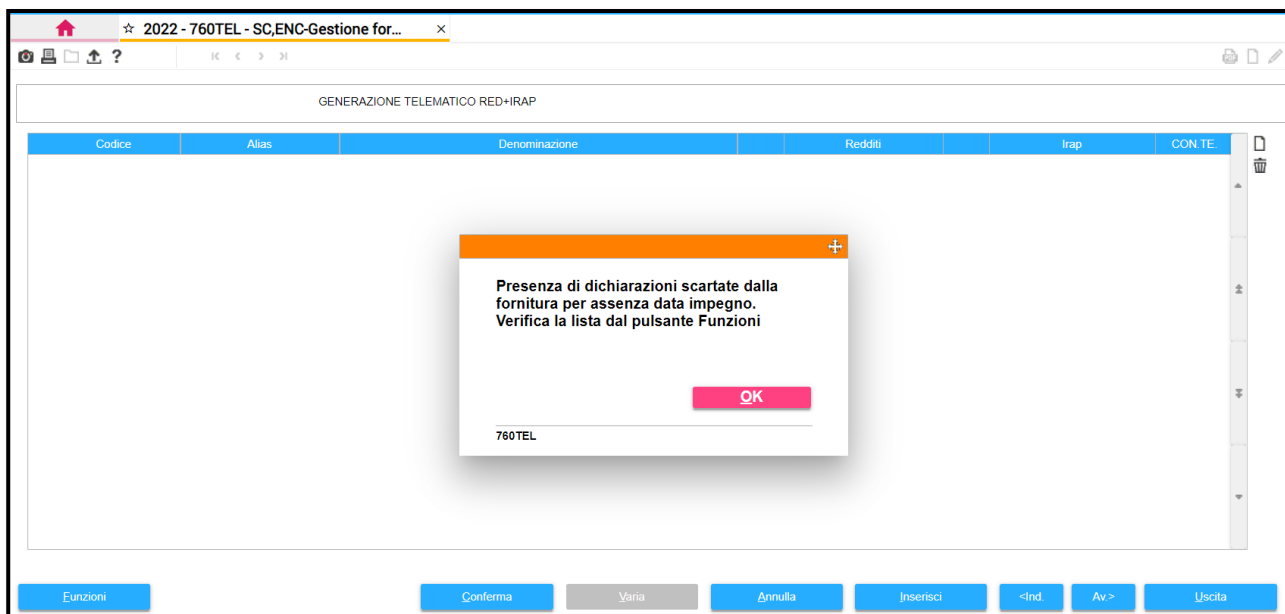 ☆ 2022 - 760TEL - SC,ENC-Gestione for... ×
?
GENERAZIONE TELEMATICO RED+IRAP
Codice Alias Denominazione Redditi Irap CON.TE.
Presenza di dichiarazioni scartate dalla
fornitura per assenza data impegno.
Verifica la lista dal pulsante Funzioni
OK
760TEL
Funzioni Conferma Varia Annulla Inserisci <Ind. Av.> Uscita